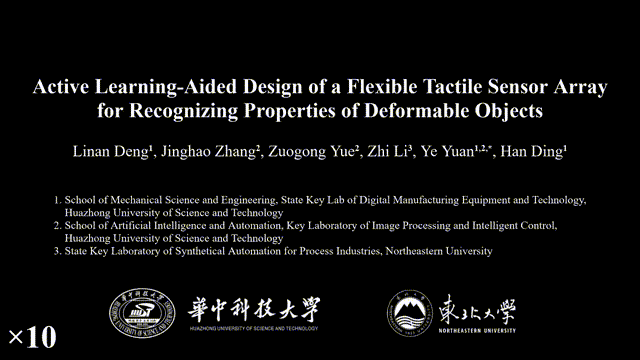 Active Learning-Aided Design of a Flexible Tactile Sensor Array
for Recognizing Properties of Deformable Objects
Linan Deng¹, Jinghao Zhang², Zuogong Yue², Zhi Li³, Ye Yuan¹,²,*, Han Ding¹
1. School of Mechanical Science and Engineering, State Key Lab of Digital Manufacturing Equipment and Technology,
Huazhong University of Science and Technology
2. School of Artificial Intelligence and Automation, Key Laboratory of Image Processing and Intelligent Control,
Huazhong University of Science and Technology
3. State Key Laboratory of Synthetical Automation for Process Industries, Northeastern University
華中科技大學
HUAZHONG UNIVERSITY OF SCIENCE AND TECHNOLOGY
東北大學
NORTHEASTERN UNIVERSITY
×10